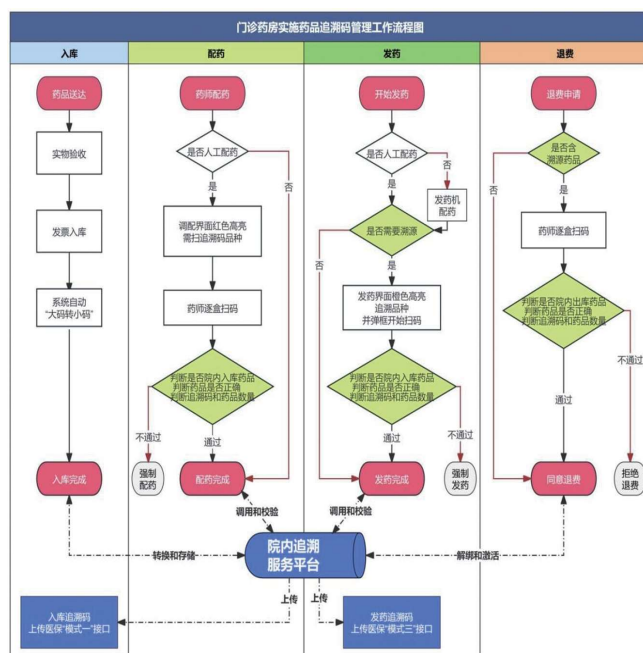 门诊药房实施药品追溯码管理工作流程图
入库
配药
发药
退费
药品送达
实物验收
发票入库
系统自动
“大码转小码”
入库完成
药师配药
是否人工配药
是
否
调配界面红色高亮
需扫追溯码品种
药师逐盒扫码
判断是否院内入库药品
判断药品是否正确
判断追溯码和药品数量
不通过
通过
强制
配药
配药完成
开始发药
是否人工配药
否
是
发药机
配药
是否需要溯源
否
是
发药界面橙色高亮
追溯品种
并弹框开始扫码
判断是否院内入库药品
判断药品是否正确
判断追溯码和药品数量
通过
不通过
发药完成
强制
发药
退费申请
是否含
溯源药品
否
是
药师逐盒扫码
判断是否院内出库药品
判断药品是否正确
判断追溯码和药品数量
不通过
通过
同意退费
拒绝
退费
调用和校验
调用和校验
转换和存储
院内追溯
服务平台
解绑和激活
上传
上传
入库追溯码
上传医保“模式一”接口
发药追溯码
上传医保“模式三”接口